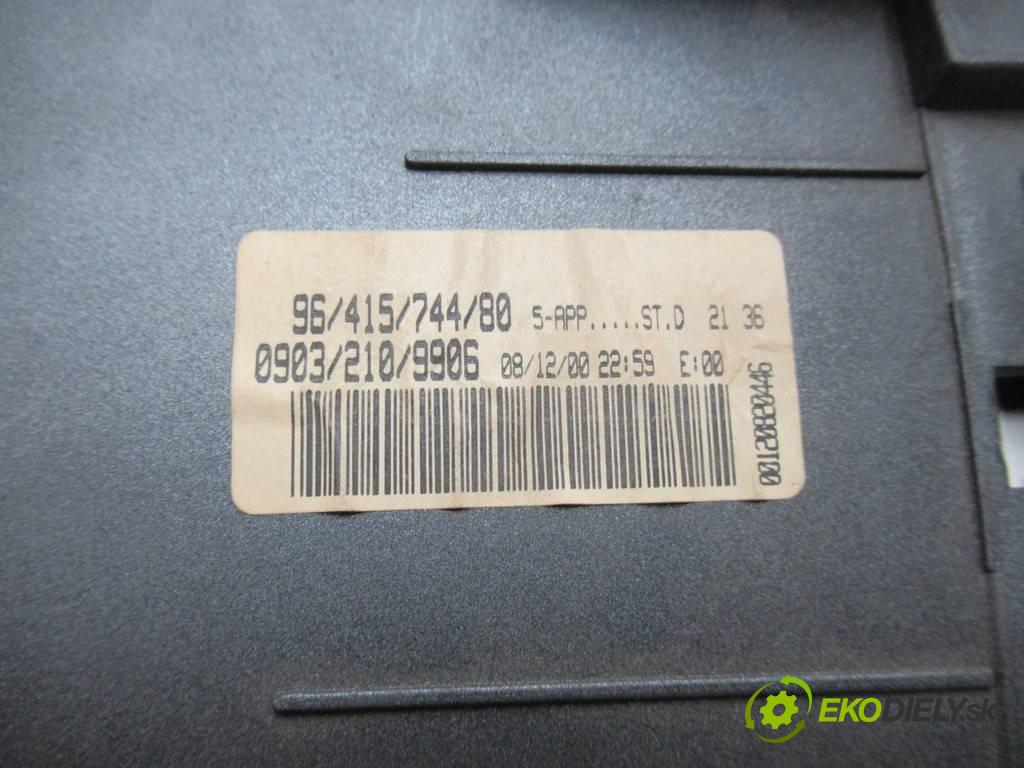 96/415/744/80 5-APP.....ST.D 21 36
0903/210/9906 08/12/00 22:59 E:00
00120820446
EKODIELY.sk